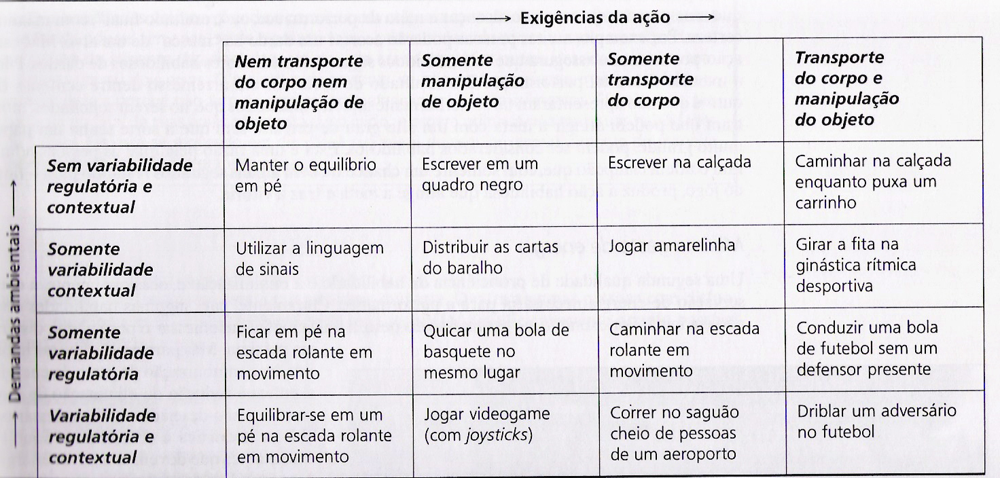 → Exigências da ação →
Nem transporte
do corpo nem
manipulação de
objeto
Somente
manipulação
de objeto
Somente
transporte
do corpo
Transporte
do corpo e
manipulação
do objeto
→ Demandas ambientais →
Sem variabilidade
regulatória e
contextual
Manter o equilíbrio
em pé
Escrever em um
quadro negro
Escrever na calçada
Caminhar na calçada
enquanto puxa um
carrinho
Somente
variabilidade
contextual
Utilizar a linguagem
de sinais
Distribuir as cartas
do baralho
Jogar amarelinha
Girar a fita na
ginástica rítmica
desportiva
Somente
variabilidade
regulatória
Ficar em pé na
escada rolante em
movimento
Quicar uma bola de
basquete no
mesmo lugar
Caminhar na escada
rolante em
movimento
Conduzir uma bola
de futebol sem um
defensor presente
Variabilidade
regulatória e
contextual
Equilibrar-se em um
pé na escada rolante
em movimento
Jogar videogame
(com joysticks)
Correr no saguão
cheio de pessoas
de um aeroporto
Driblar um adversário
no futebol